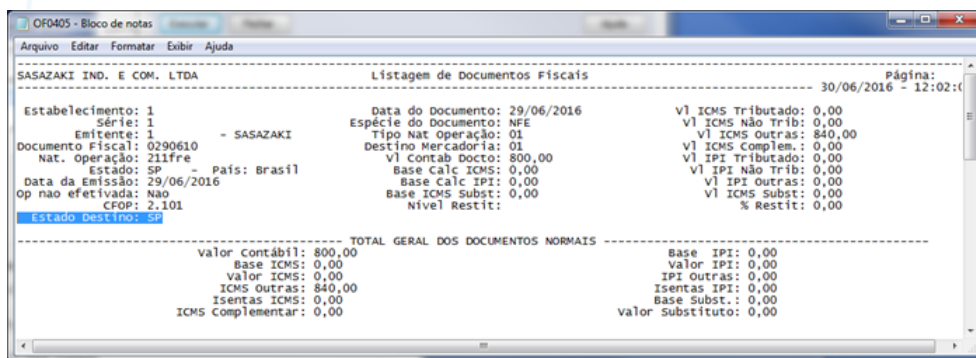 OF0405 - Bloco de notas
Arquivo Editar Formatar Exibir Ajuda
SASAZAKI IND. E COM. LTDA Listagem de Documentos Fiscais Página:
30/06/2016 - 12:02:0
Estabelecimento: 1 Data do Documento: 29/06/2016 Vl ICMS Tributado: 0,00
Série: 1 Espécie do Documento: NFE Vl ICMS Não Trib: 0,00
Emitente: 1 - SASAZAKI Tipo Nat Operação: 01 Vl ICMS Outras: 840,00
Documento Fiscal: 0290610 Destino Mercadoria: 01 Vl ICMS Complem.: 0,00
Nat. Operação: 211fre Vl Contab Docto: 800,00 Vl IPI Tributado: 0,00
Estado: SP - País: Brasil Base Calc ICMS: 0,00 Vl IPI Não Trib: 0,00
Data da Emissão: 29/06/2016 Base Calc IPI: 0,00 Vl IPI Outras: 0,00
Op nao efetivada: Nao Base ICMS Subst: 0,00 Vl ICMS Subst: 0,00
CFOP: 2.101 Nível Restit: % Restit: 0,00
Estado Destino: SP
TOTAL GERAL DOS DOCUMENTOS NORMAIS
Valor Contábil: 800,00 Base IPI: 0,00
Base ICMS: 0,00 Valor IPI: 0,00
Valor ICMS: 0,00 IPI Outras: 0,00
ICMS Outras: 840,00 Isentas IPI: 0,00
Isentas ICMS: 0,00 Base Subst.: 0,00
ICMS Complementar: 0,00 Valor Substituto: 0,00